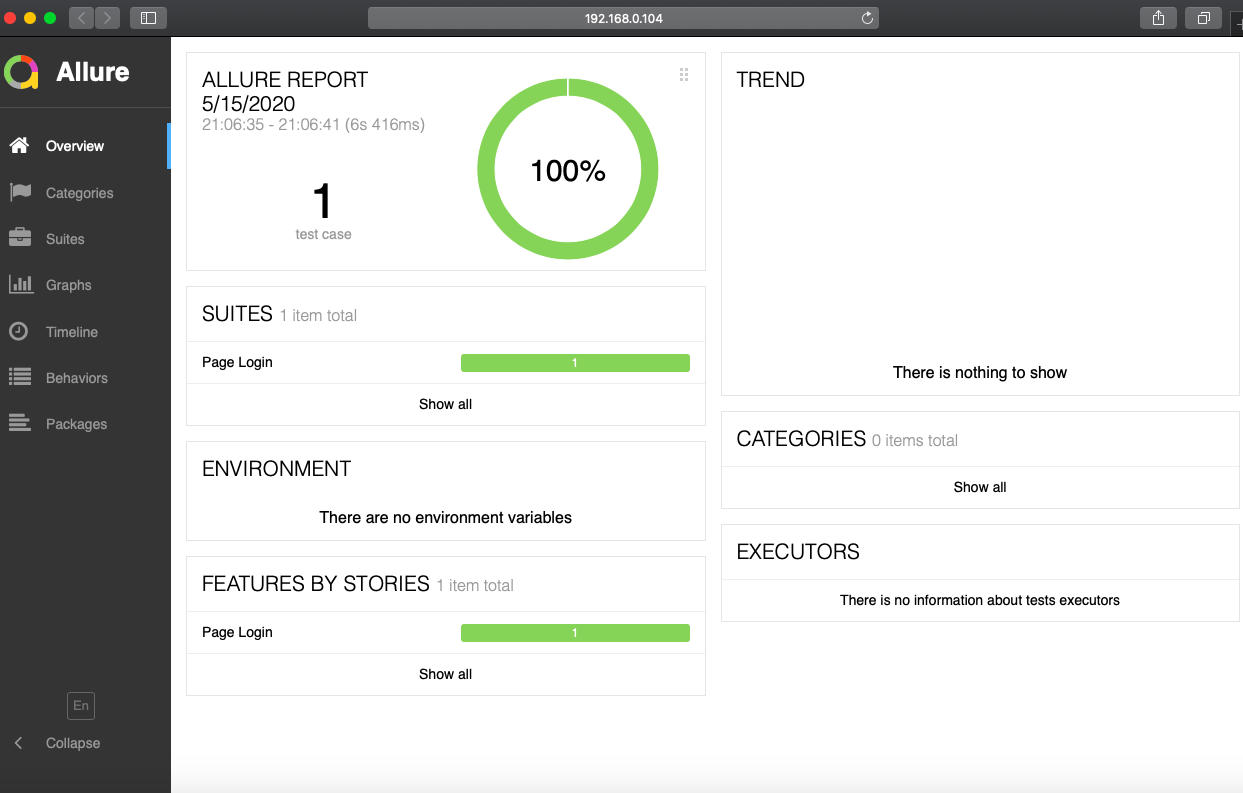 192.168.0.104
Allure
Overview
Categories
Suites
Graphs
Timeline
Behaviors
Packages
En
Collapse
ALLURE REPORT
5/15/2020
21:06:35 - 21:06:41 (6s 416ms)
1
test case
100%
SUITES 1 item total
Page Login 1
Show all
ENVIRONMENT
There are no environment variables
FEATURES BY STORIES 1 item total
Page Login 1
Show all
TREND
There is nothing to show
CATEGORIES 0 items total
Show all
EXECUTORS
There is no information about tests executors